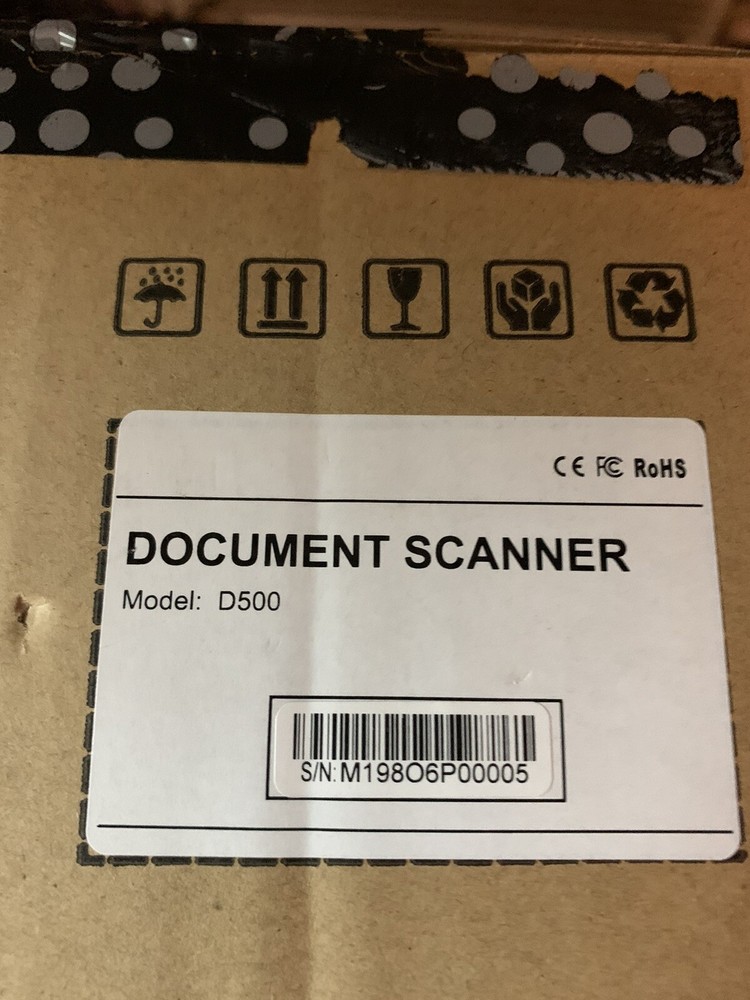 CE FC RoHS
DOCUMENT SCANNER
Model: D500
S/N: M198O6P00005